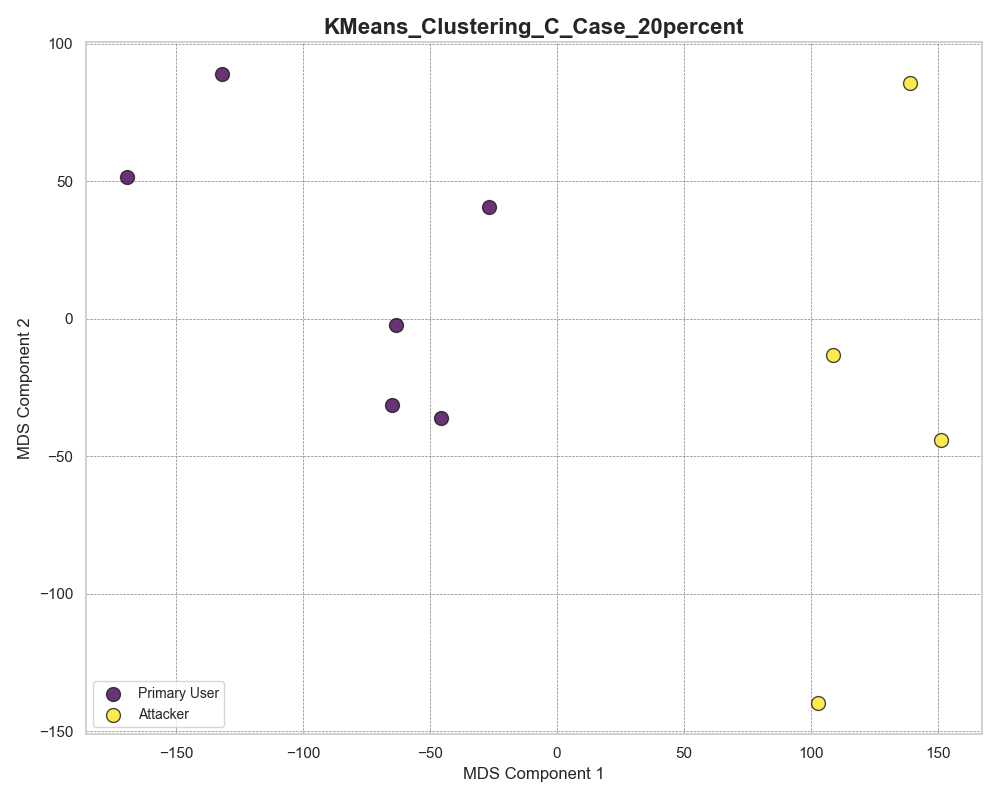 KMeans_Clustering_C_Case_20percent
100
50
0
−50
−100
−150
MDS Component 2
Primary User
Attacker
−150
−100
−50
0
50
100
150
MDS Component 1